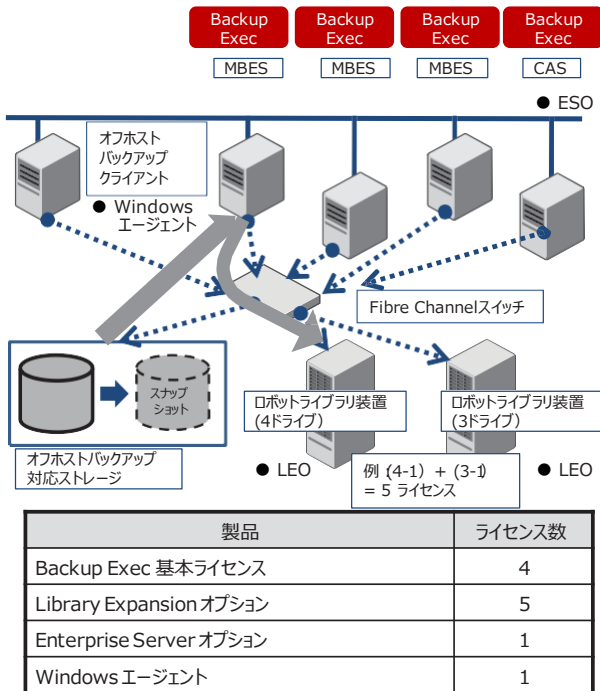 Backup
Exec
Backup
Exec
Backup
Exec
Backup
Exec
MBES
MBES
MBES
CAS
● ESO
オフホスト
バックアップ
クライアント
● Windows
エージェント
Fibre Channelスイッチ
スナップ
ショット
オフホストバックアップ
対応ストレージ
ロボットライブラリ装置
(4ドライブ)
ロボットライブラリ装置
(3ドライブ)
● LEO
例 (4-1) + (3-1)
= 5 ライセンス
● LEO
製品 ライセンス数
Backup Exec 基本ライセンス 4
Library Expansion オプション 5
Enterprise Server オプション 1
Windows エージェント 1